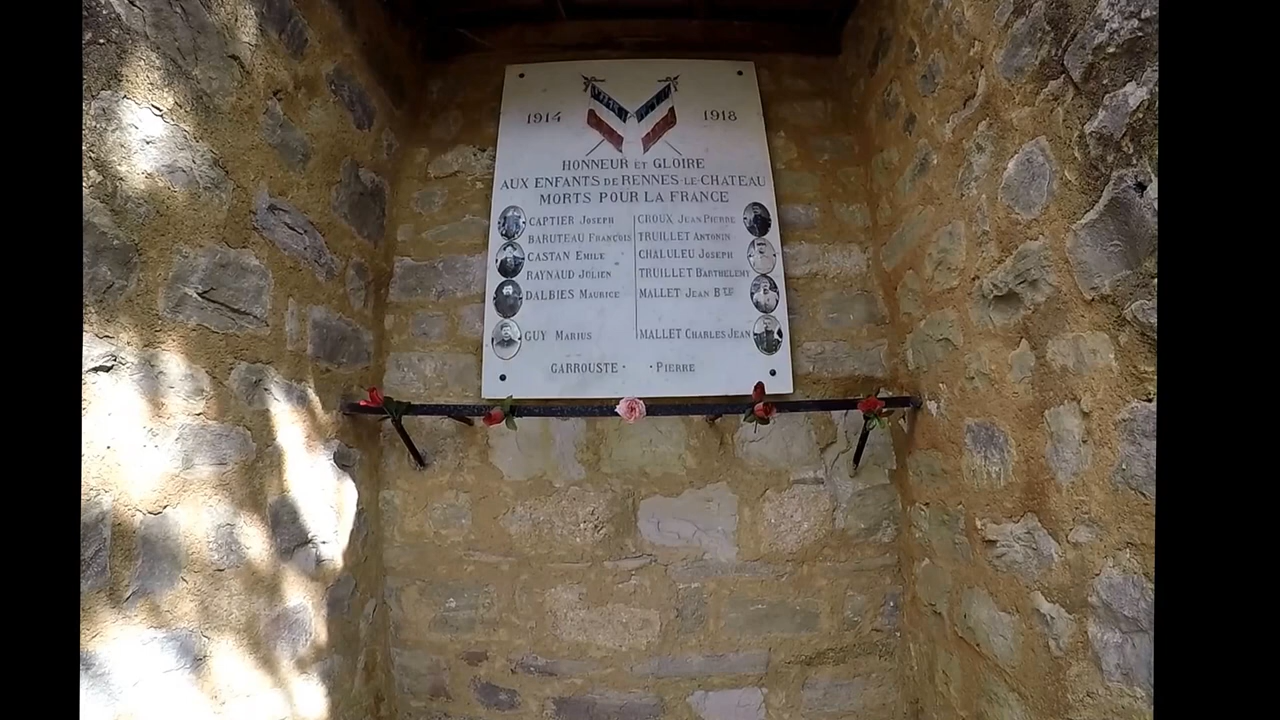 1914 1918
HONNEUR ET GLOIRE
AUX ENFANTS DE RENNES-LE-CHATEAU
MORTS POUR LA FRANCE
CAPTIER JOSEPH CROUX JEAN PIERRE
BARUTEAU FRANÇOIS TRUILLET ANTONIN
CASTAN EMILE CHALULEU JOSEPH
RAYNAUD JULIEN TRUILLET BARTHELEMY
DALBIES MAURICE MALLET JEAN BTE
GUY MARIUS MALLET CHARLES JEAN
GARROUSTE · · PIERRE